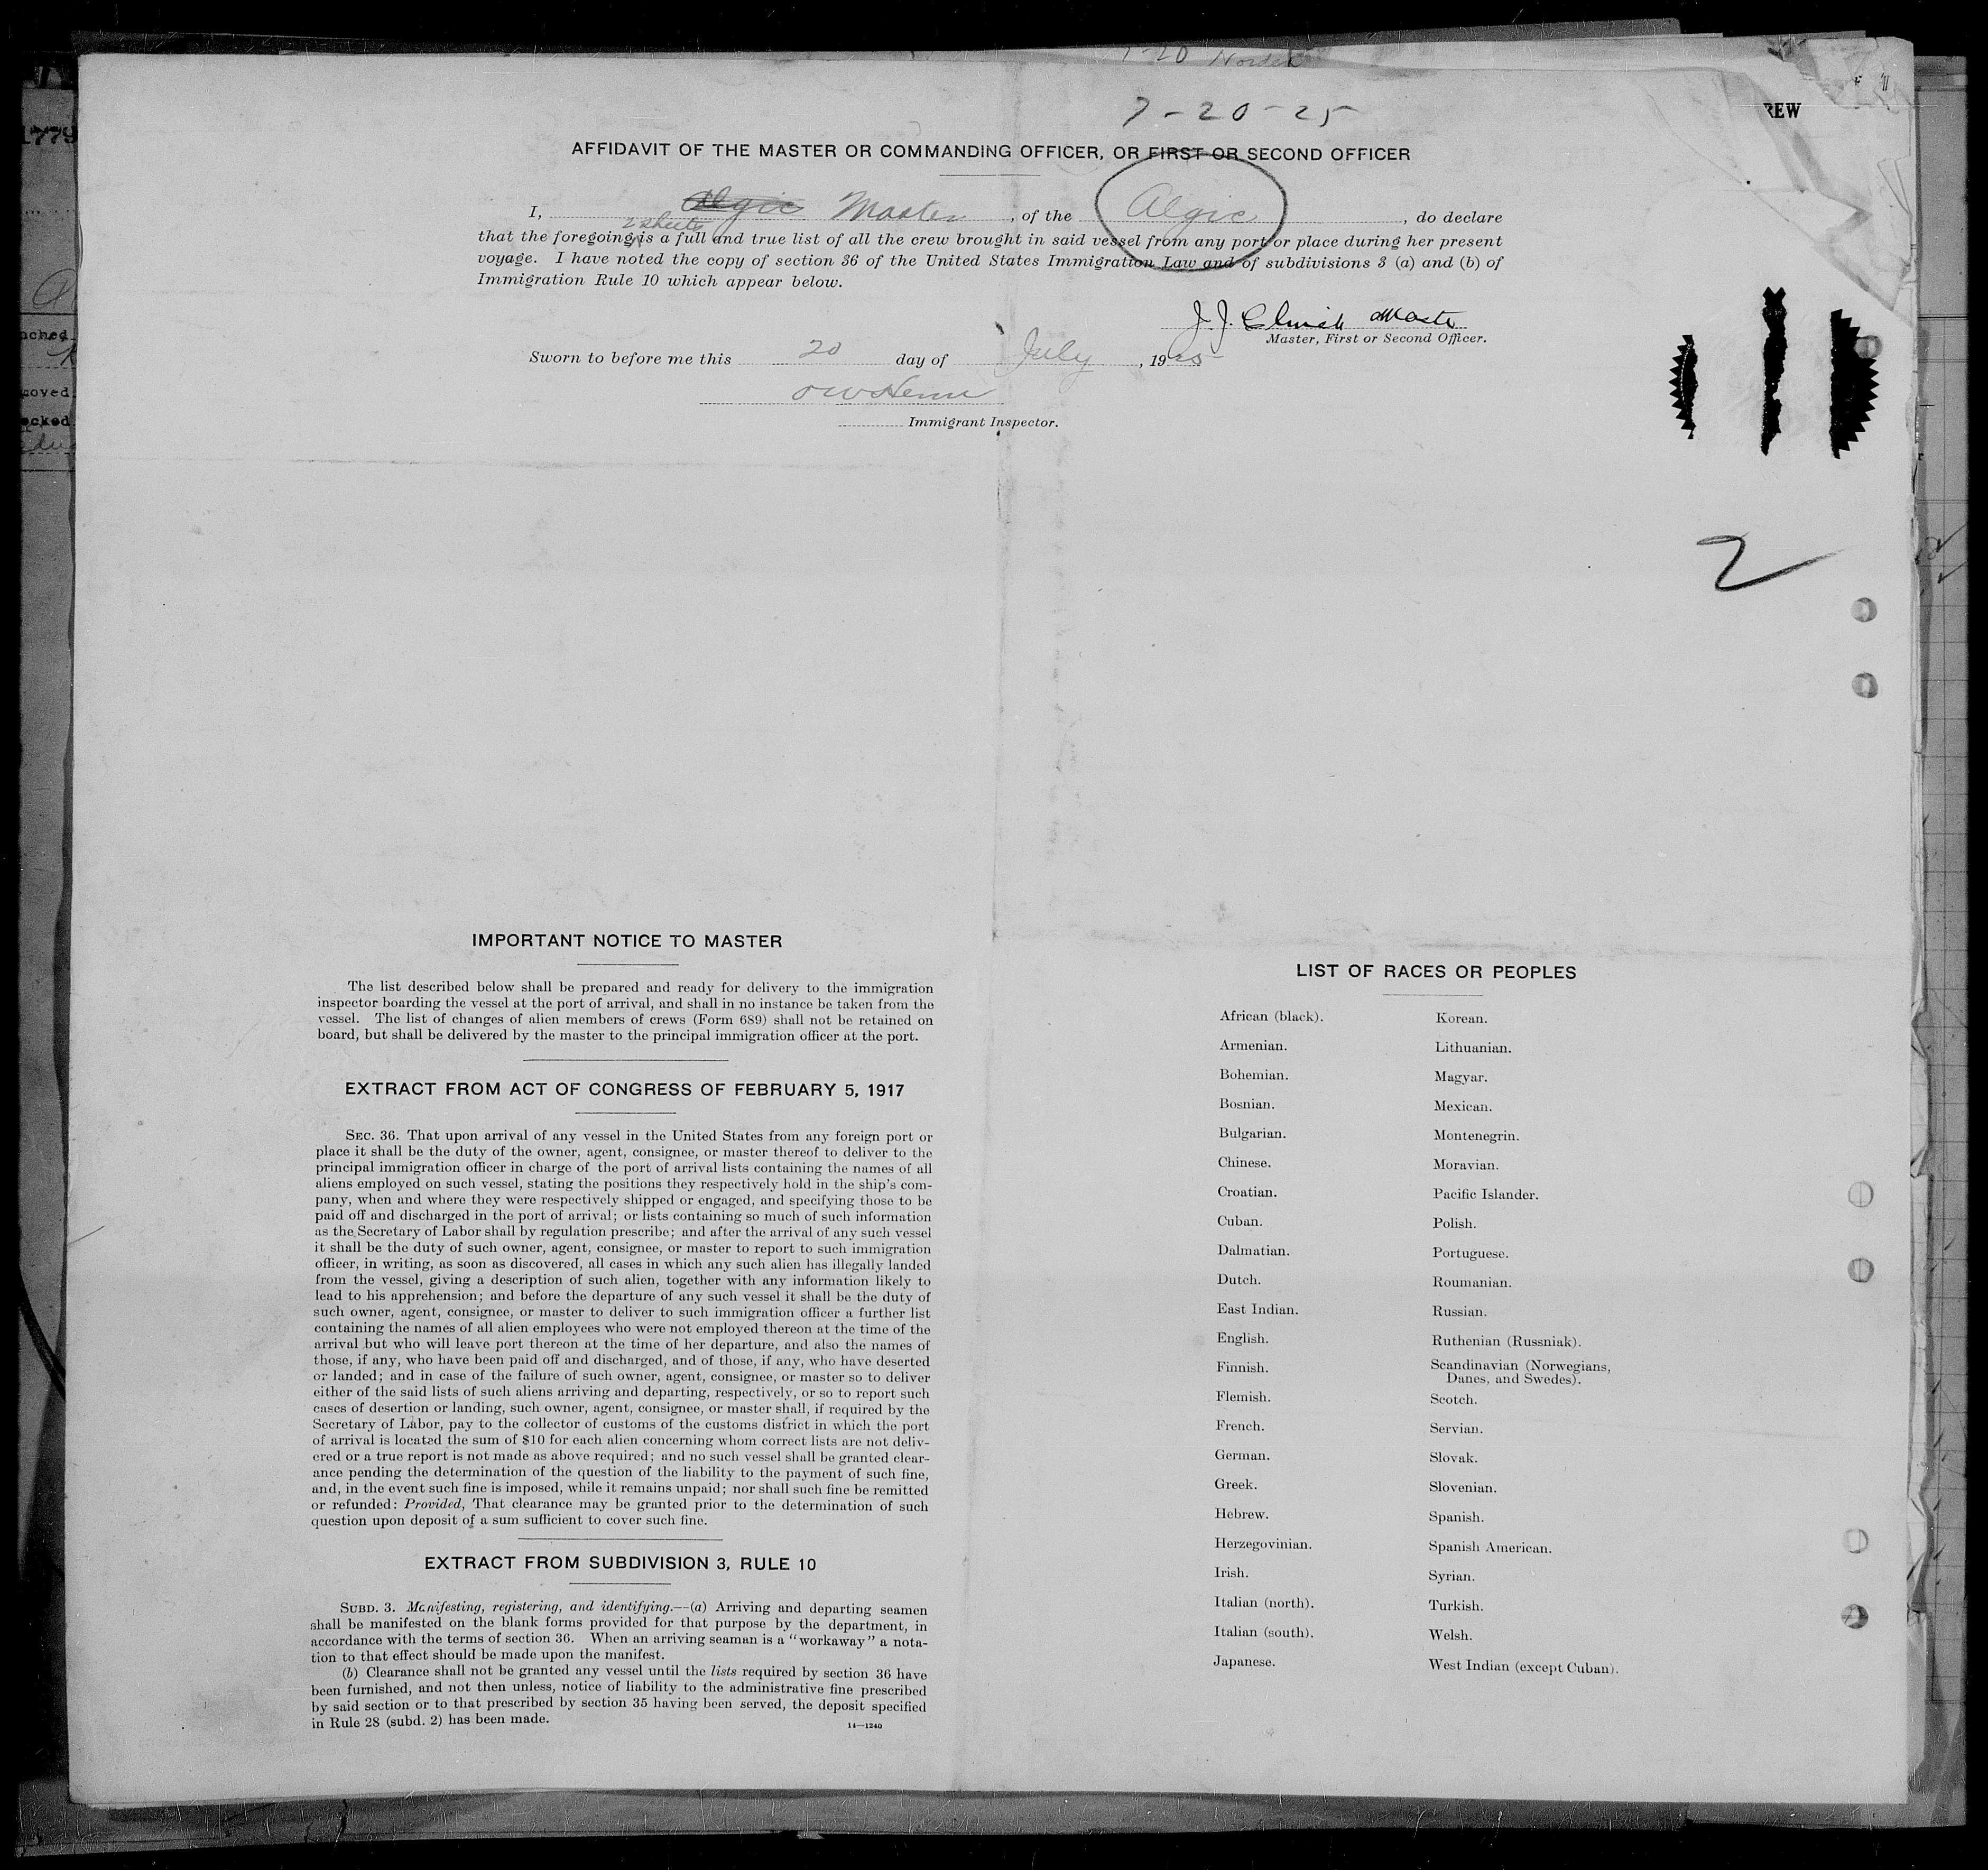 7-20
7-20-25
REW
1779
AFFIDAVIT OF THE MASTER OR COMMANDING OFFICER, OR FIRST OR SECOND OFFICER
I, Algic Master, of the Algic, do declare
2 sheets
that the foregoing is a full and true list of all the crew brought in said vessel from any port or place during her present
voyage. I have noted the copy of section 36 of the United States Immigration Law and of subdivisions 3 (a) and (b) of
Immigration Rule 10 which appear below.
J. J. Master
Master, First or Second Officer.
Sworn to before me this 20 day of July, 1925
Immigrant Inspector.
2
IMPORTANT NOTICE TO MASTER
The list described below shall be prepared and ready for delivery to the immigration
inspector boarding the vessel at the port of arrival, and shall in no instance be taken from the
vessel. The list of changes of alien members of crews (Form 689) shall not be retained on
board, but shall be delivered by the master to the principal immigration officer at the port.
EXTRACT FROM ACT OF CONGRESS OF FEBRUARY 5, 1917
SEC. 36. That upon arrival of any vessel in the United States from any foreign port or
place it shall be the duty of the owner, agent, consignee, or master thereof to deliver to the
principal immigration officer in charge of the port of arrival lists containing the names of all
aliens employed on such vessel, stating the positions they respectively hold in the ship's com-
pany, when and where they were respectively shipped or engaged, and specifying those to be
paid off and discharged in the port of arrival; or lists containing so much of such information
as the Secretary of Labor shall by regulation prescribe; and after the arrival of any such vessel
it shall be the duty of such owner, agent, consignee, or master to report to such immigration
officer, in writing, as soon as discovered, all cases in which any such alien has illegally landed
from the vessel, giving a description of such alien, together with any information likely to
lead to his apprehension; and before the departure of any such vessel it shall be the duty of
such owner, agent, consignee, or master to deliver to such immigration officer a further list
containing the names of all alien employees who were not employed thereon at the time of the
arrival but who will leave port thereon at the time of her departure, and also the names of
those, if any, who have been paid off and discharged, and of those, if any, who have deserted
or landed; and in case of the failure of such owner, agent, consignee, or master so to deliver
either of the said lists of such aliens arriving and departing, respectively, or so to report such
cases of desertion or landing, such owner, agent, consignee, or master shall, if required by the
Secretary of Labor, pay to the collector of customs of the customs district in which the port
of arrival is located the sum of $10 for each alien concerning whom correct lists are not deliv-
ered or a true report is not made as above required; and no such vessel shall be granted clear-
ance pending the determination of the question of the liability to the payment of such fine,
and, in the event such fine is imposed, while it remains unpaid; nor shall such fine be remitted
or refunded: Provided, That clearance may be granted prior to the determination of such
question upon deposit of a sum sufficient to cover such fine.
EXTRACT FROM SUBDIVISION 3, RULE 10
SUBD. 3. Manifesting, registering, and identifying.—(a) Arriving and departing seamen
shall be manifested on the blank forms provided for that purpose by the department, in
accordance with the terms of section 36. When an arriving seaman is a "workaway" a nota-
tion to that effect should be made upon the manifest.
(b) Clearance shall not be granted any vessel until the lists required by section 36 have
been furnished, and not then unless, notice of liability to the administrative fine prescribed
by said section or to that prescribed by section 35 having been served, the deposit specified
in Rule 28 (subd. 2) has been made.
14—1240
LIST OF RACES OR PEOPLES
African (black).
Armenian.
Bohemian.
Bosnian.
Bulgarian.
Chinese.
Croatian.
Cuban.
Dalmatian.
Dutch.
East Indian.
English.
Finnish.
Flemish.
French.
German.
Greek.
Hebrew.
Herzegovinian.
Irish.
Italian (north).
Italian (south).
Japanese.
Korean.
Lithuanian.
Magyar.
Mexican.
Montenegrin.
Moravian.
Pacific Islander.
Polish.
Portuguese.
Roumanian.
Russian.
Ruthenian (Russniak).
Scandinavian (Norwegians,
Danes, and Swedes).
Scotch.
Servian.
Slovak.
Slovenian.
Spanish.
Spanish American.
Syrian.
Turkish.
Welsh.
West Indian (except Cuban).